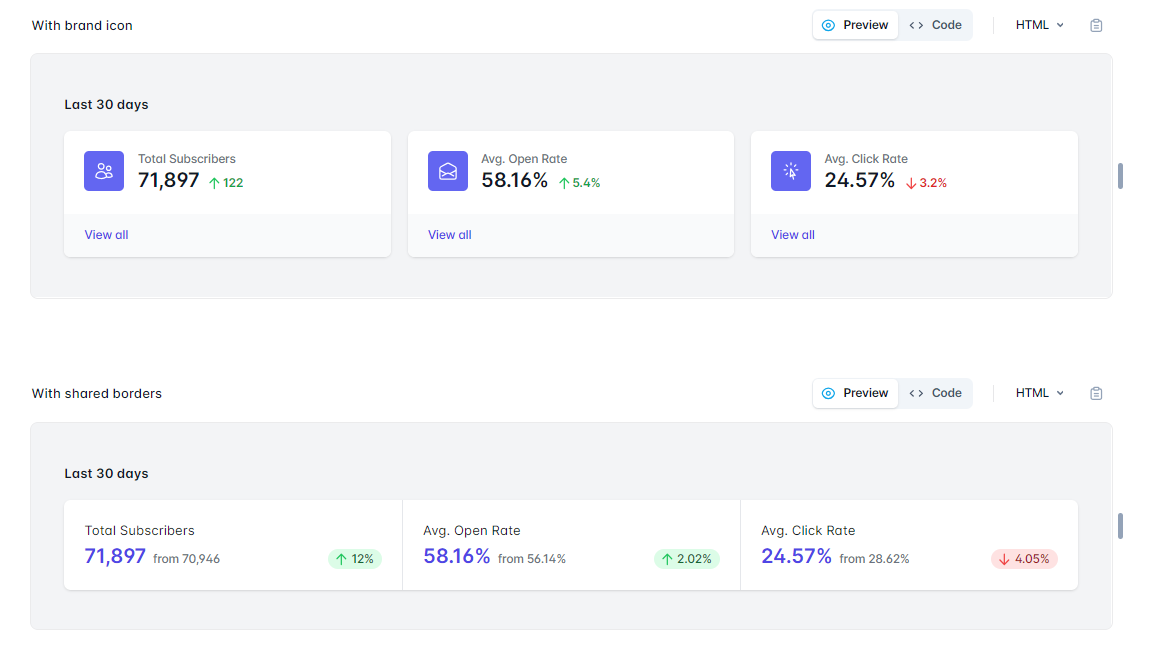 With brand icon
Preview Code HTML
Last 30 days
Total Subscribers
71,897 122
View all
Avg. Open Rate
58.16% 5.4%
View all
Avg. Click Rate
24.57% 3.2%
View all
With shared borders
Preview Code HTML
Last 30 days
Total Subscribers
71,897 from 70,946 12%
Avg. Open Rate
58.16% from 56.14% 2.02%
Avg. Click Rate
24.57% from 28.62% 4.05%